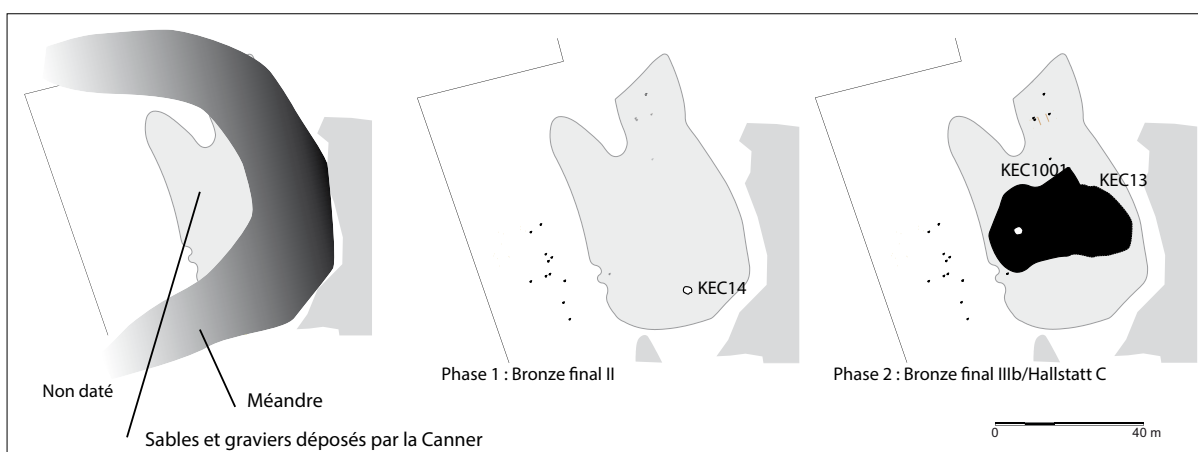 Non daté
Méandre
Sables et graviers déposés par la Canner
KEC14
Phase 1 : Bronze final II
KEC1001
KEC13
Phase 2 : Bronze final IIIb/Hallstatt C
0 40 m